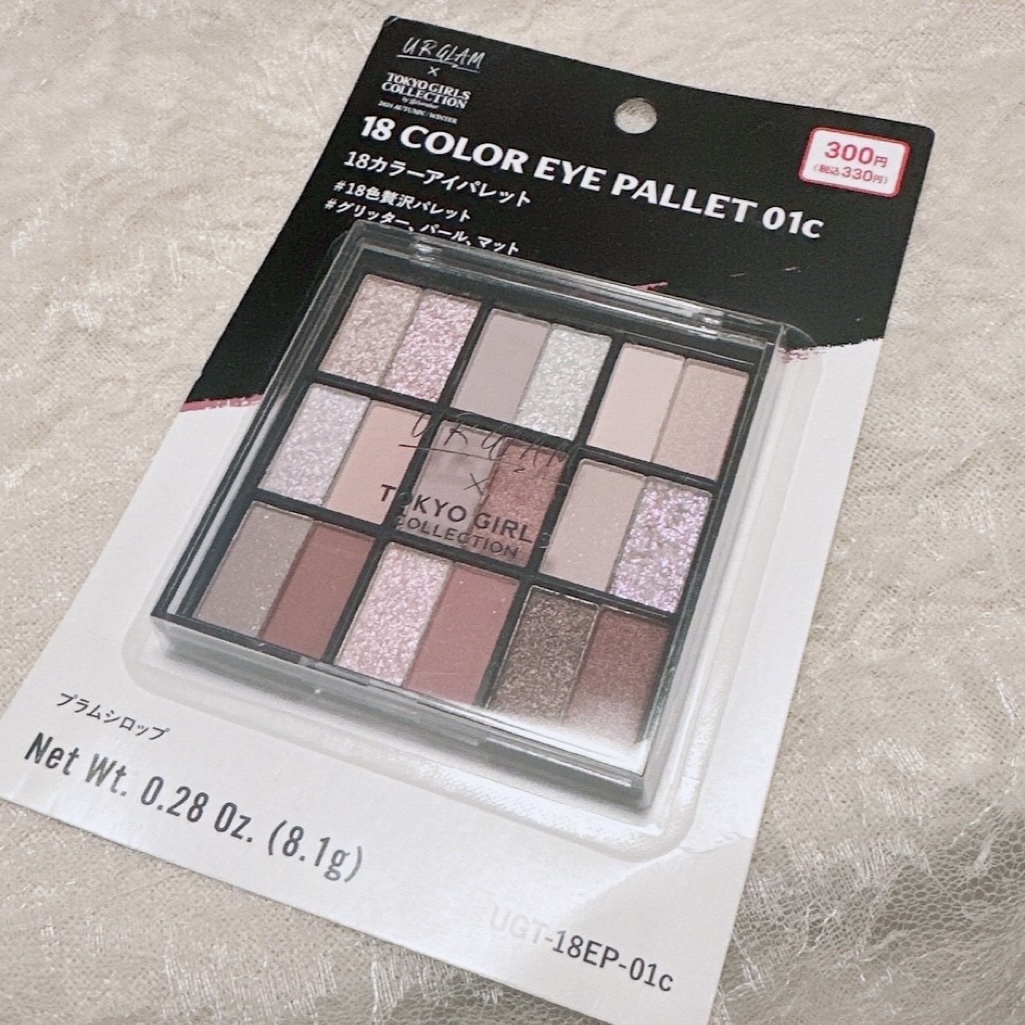 URGLAM
×
TOKYO GIRLS
COLLECTION
2024 AUTUMN/WINTER
18 COLOR EYE PALLET 01c
18カラーアイパレット
#18色贅沢パレット
#グリッター、パール、マット
300円
(税込330円)
URGLAM
×
TOKYO GIRLS
COLLECTION
プラムシロップ
Net Wt. 0.28 Oz. (8.1g)
UGT-18EP-01c